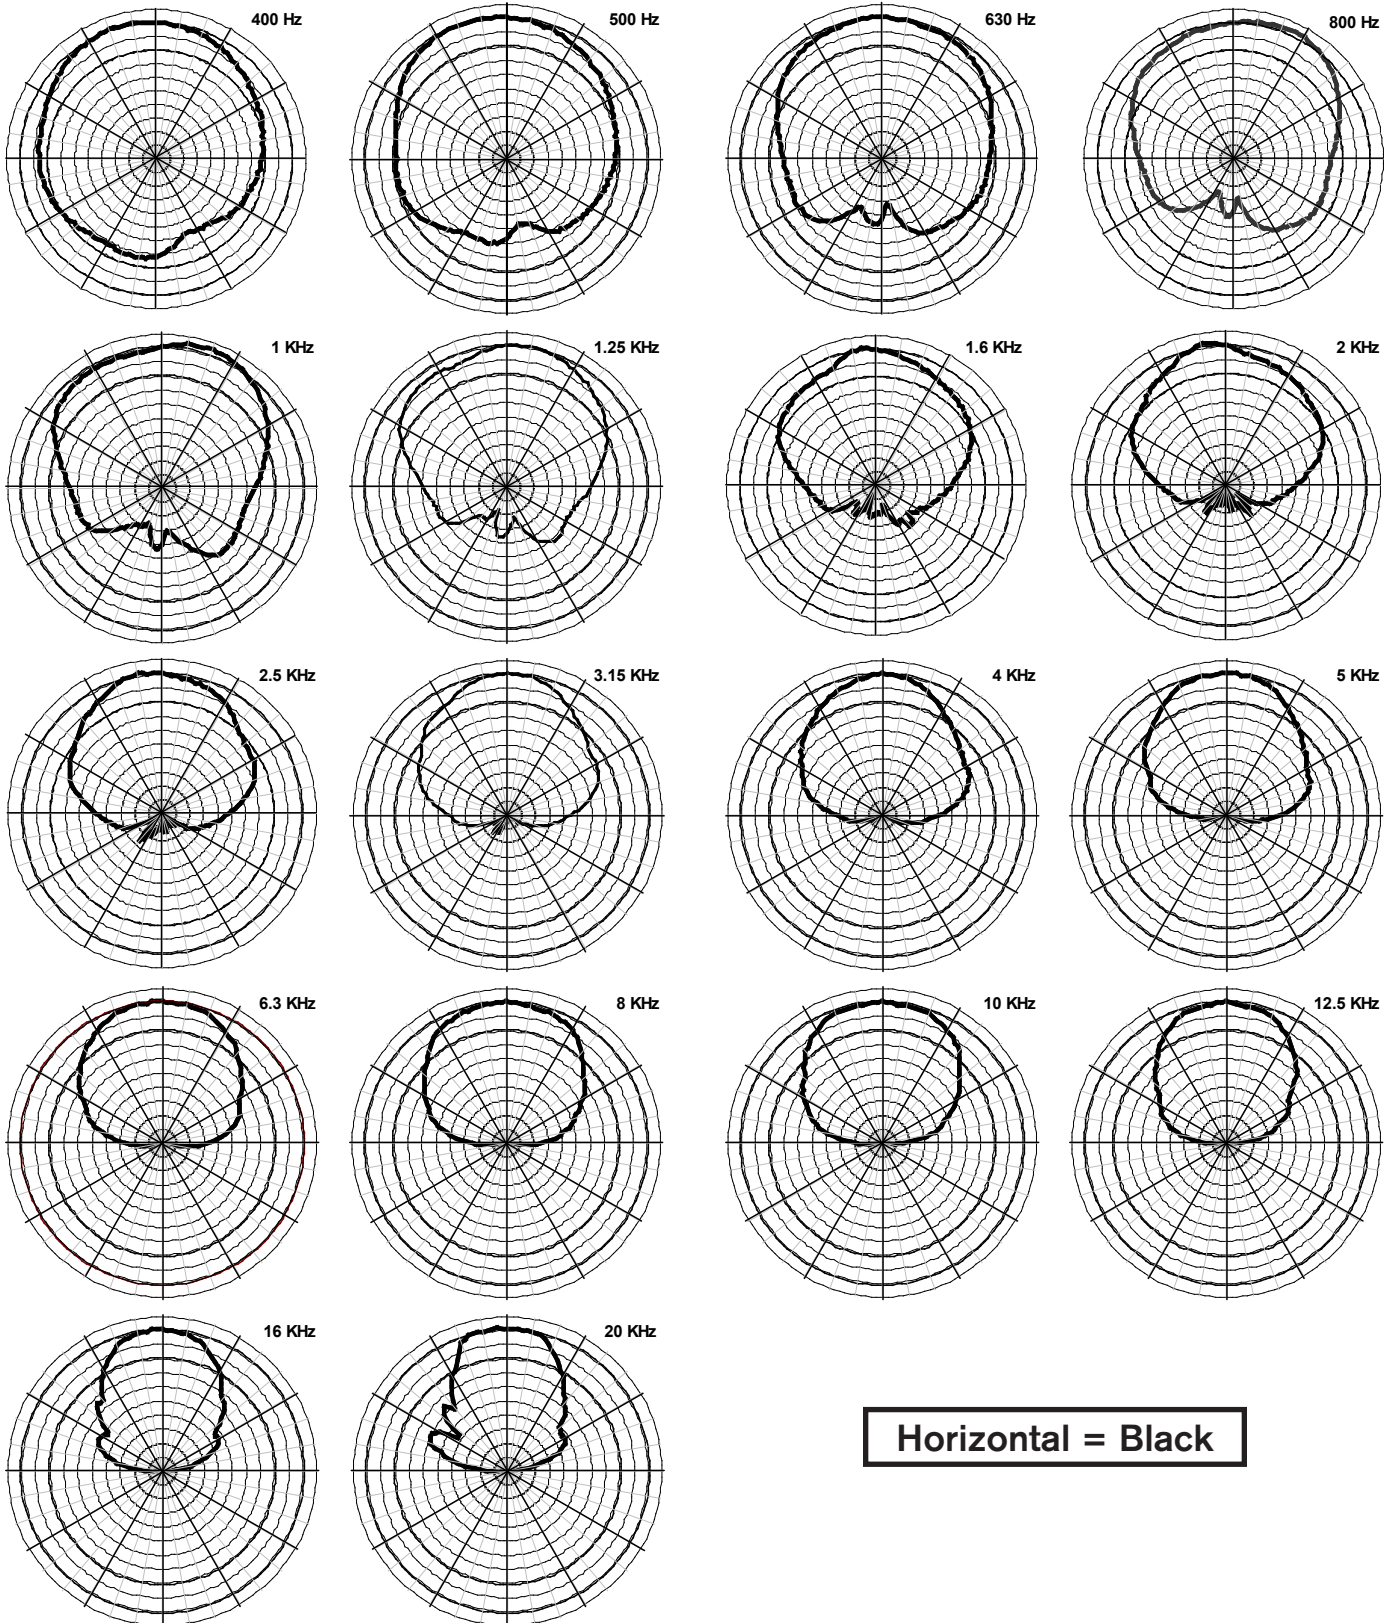 400 Hz
500 Hz
630 Hz
800 Hz
1 KHz
1.25 KHz
1.6 KHz
2 KHz
2.5 KHz
3.15 KHz
4 KHz
5 KHz
6.3 KHz
8 KHz
10 KHz
12.5 KHz
16 KHz
20 KHz
Horizontal = Black